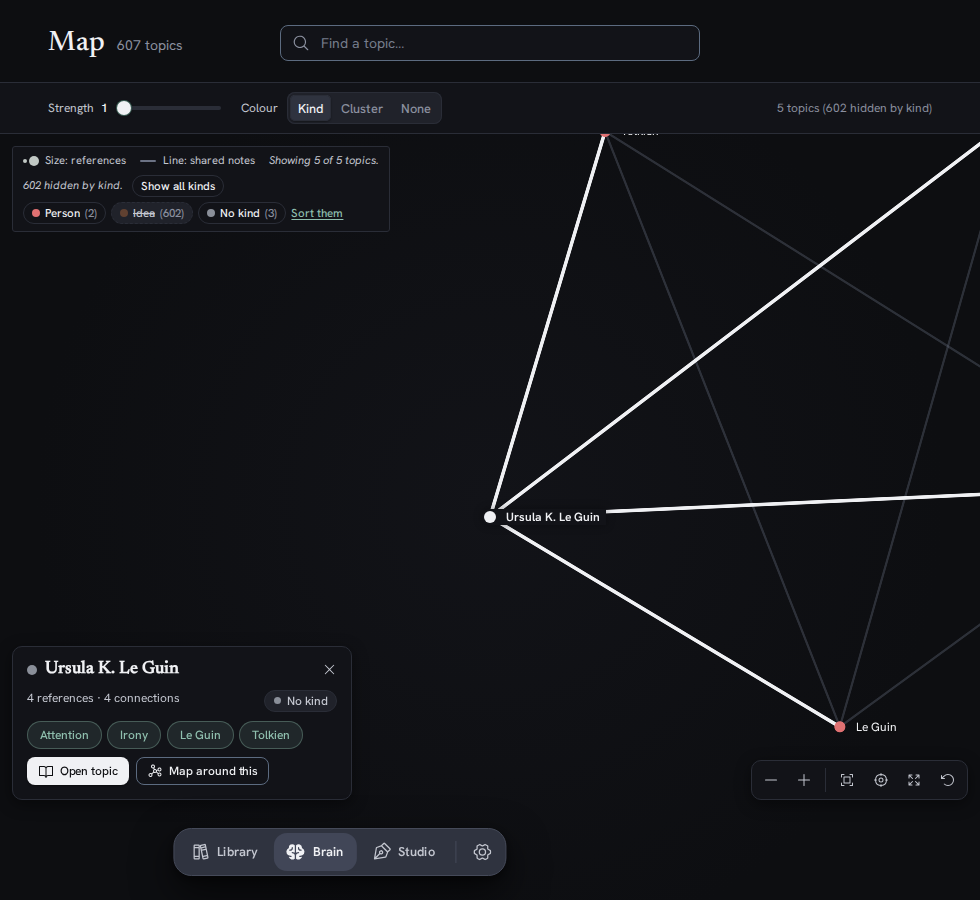 Map 607 topics
Find a topic...
Strength 1
Colour Kind Cluster None
5 topics (602 hidden by kind)
Size: references Line: shared notes Showing 5 of 5 topics.
602 hidden by kind. Show all kinds
Person (2) Idea (602) No kind (3) Sort them
Ursula K. Le Guin
Ursula K. Le Guin
4 references · 4 connections No kind
Attention Irony Le Guin Tolkien
Open topic Map around this
Le Guin
Library Brain Studio